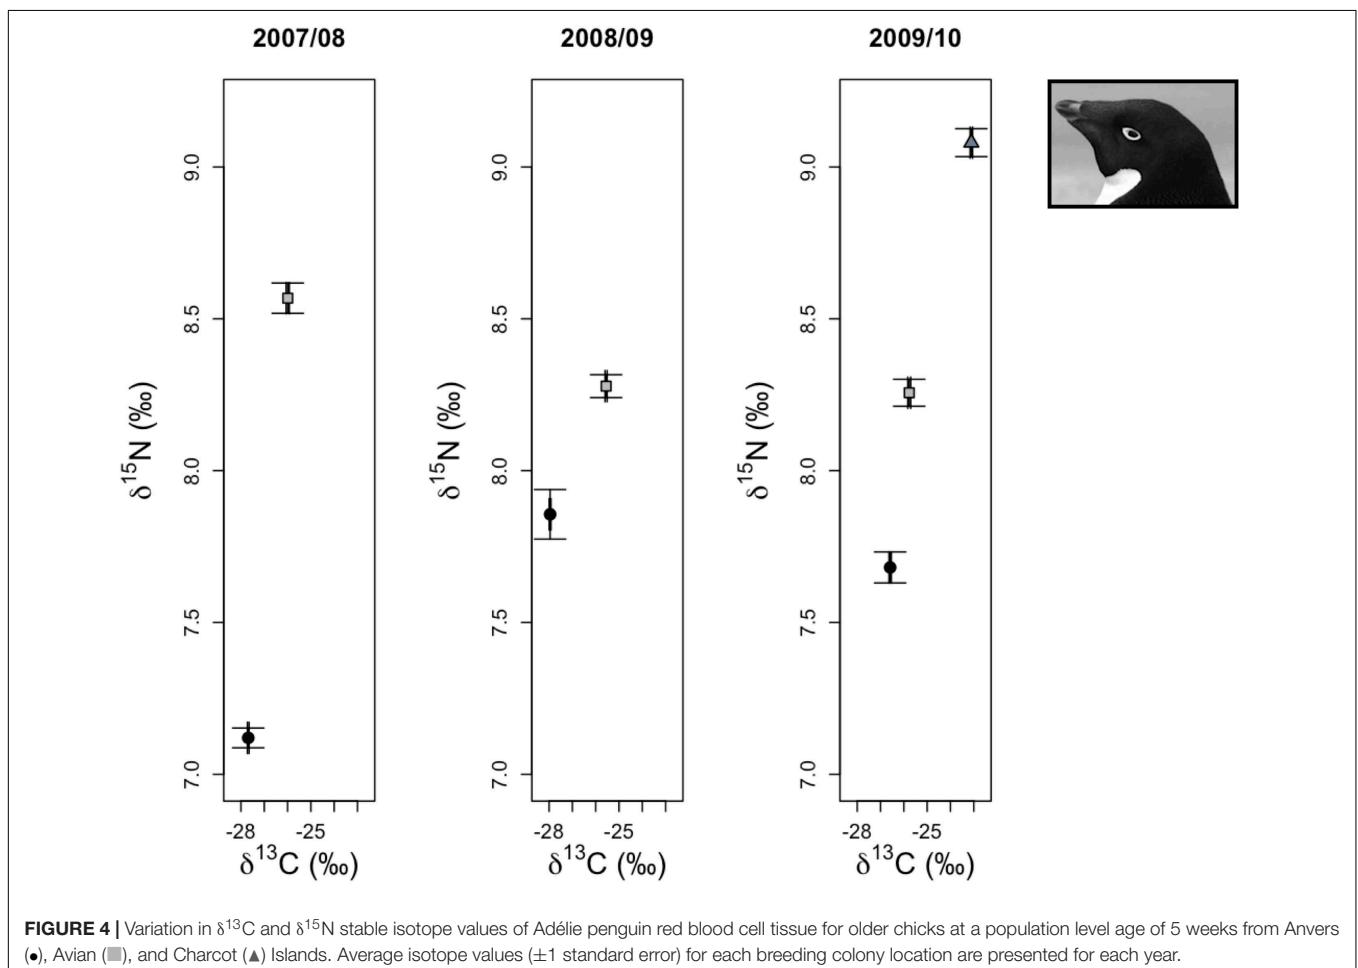 2007/08 2008/09 2009/10
δ¹⁵N (‰) 9.0 8.5 8.0 7.5 7.0
-28 -25
δ¹³C (‰)
δ¹⁵N (‰) 9.0 8.5 8.0 7.5 7.0
-28 -25
δ¹³C (‰)
δ¹⁵N (‰) 9.0 8.5 8.0 7.5 7.0
-28 -25
δ¹³C (‰)
FIGURE 4 | Variation in δ¹³C and δ¹⁵N stable isotope values of Adélie penguin red blood cell tissue for older chicks at a population level age of 5 weeks from Anvers
(●), Avian (■), and Charcot (▲) Islands. Average isotope values (±1 standard error) for each breeding colony location are presented for each year.